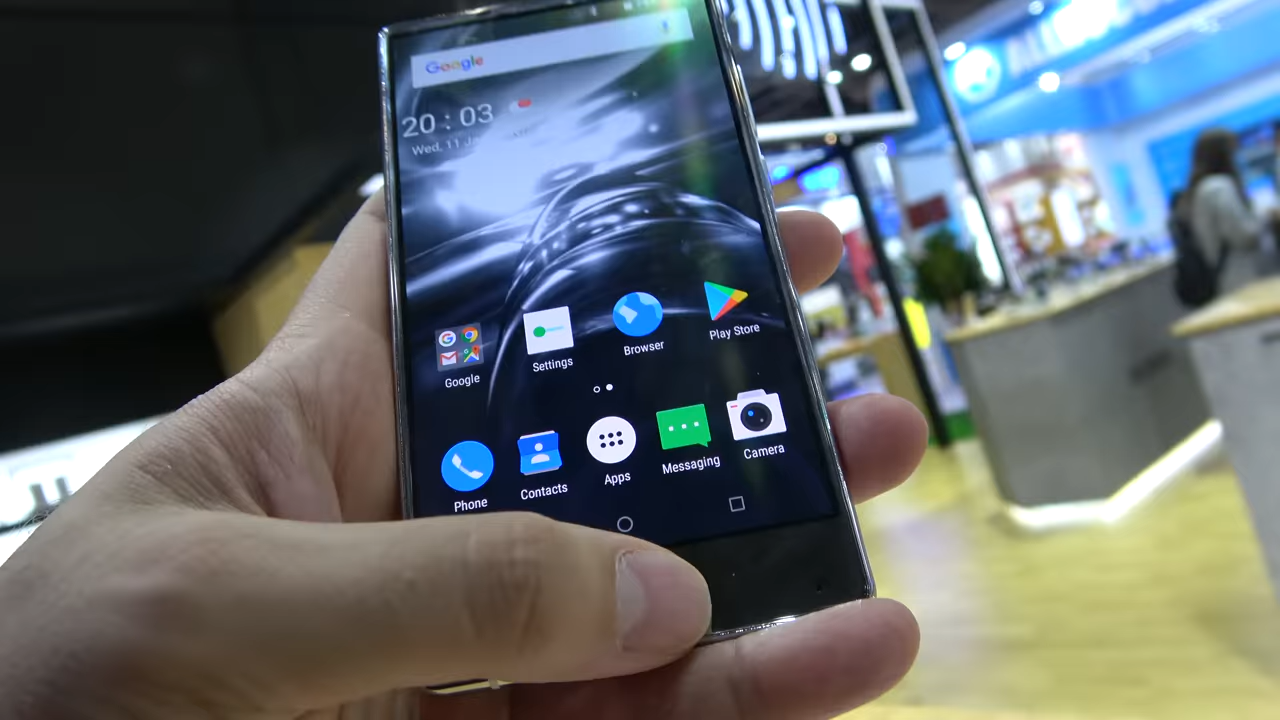 Google
20 : 03
Wed, 11
Google
Settings
Browser
Play Store
Phone
Contacts
Apps
Messaging
Camera